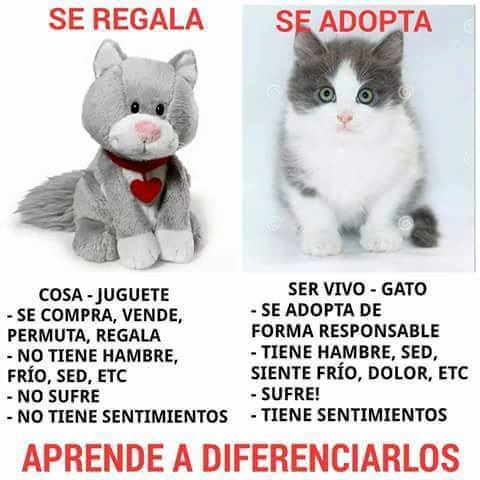 SE REGALA
SE ADOPTA
COSA - JUGUETE
- SE COMPRA, VENDE,
PERMUTA, REGALA
- NO TIENE HAMBRE,
FRÍO, SED, ETC
- NO SUFRE
- NO TIENE SENTIMIENTOS
SER VIVO - GATO
- SE ADOPTA DE
FORMA RESPONSABLE
- TIENE HAMBRE, SED,
SIENTE FRÍO, DOLOR, ETC
- SUFRE!
- TIENE SENTIMIENTOS
APRENDE A DIFERENCIARLOS